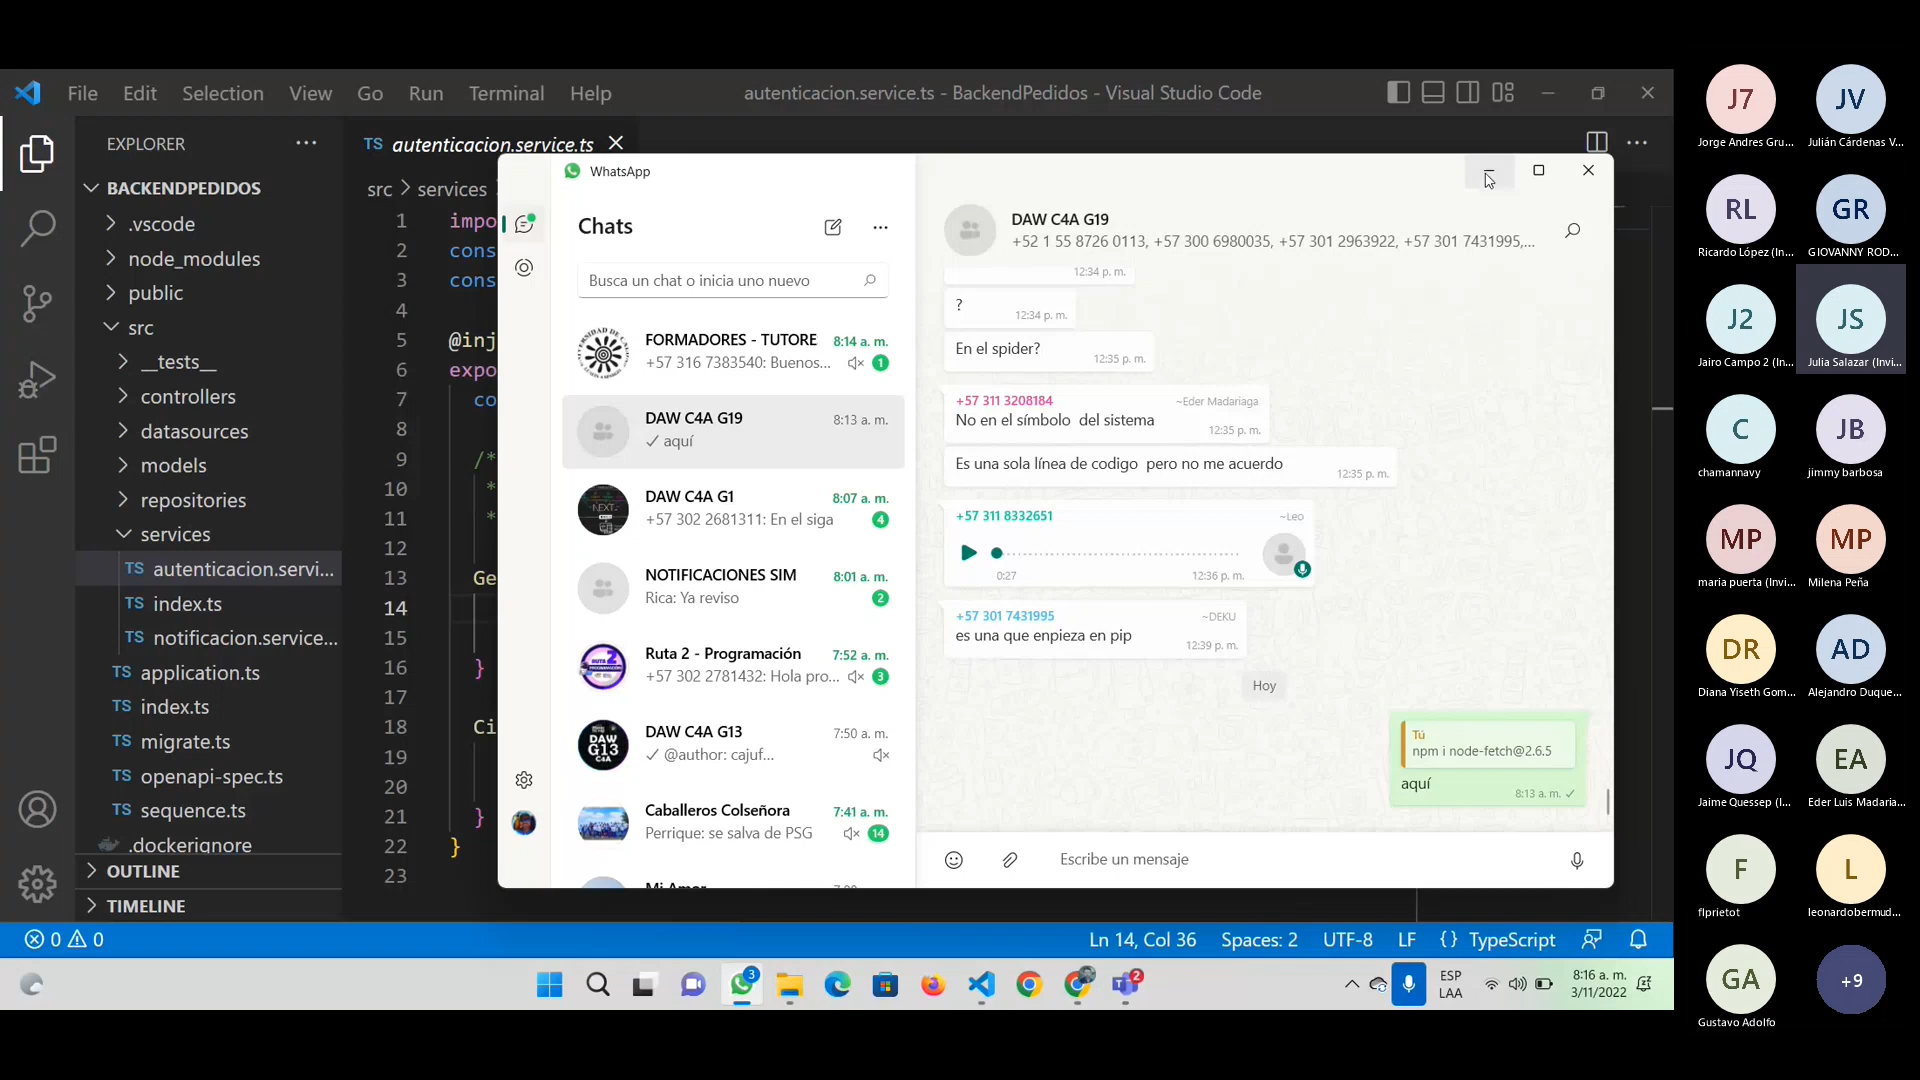 File Edit Selection View Go Run Terminal Help
autenticacion.service.ts - BackendPedidos - Visual Studio Code
EXPLORER
BACKENDPEDIDOS
.vscode
node_modules
public
src
__tests__
controllers
datasources
models
repositories
services
TS autenticacion.servi...
TS index.ts
TS notificacion.service...
TS application.ts
TS index.ts
TS migrate.ts
TS openapi-spec.ts
TS sequence.ts
.dockerignore
OUTLINE
TIMELINE
TS autenticacion.service.ts
src > services
1 impo
2 cons
3 cons
4
5 @inj
6 expo
7 co
8
9 /*
10 *
11 *
12
13 Ge
14
15
16 }
17
18 Ci
19
20
21 }
22 }
23
WhatsApp
Chats
Busca un chat o inicia uno nuevo
FORMADORES - TUTORE 8:14 a. m.
+57 316 7383540: Buenos... 1
DAW C4A G19 8:13 a. m.
aquí
DAW C4A G1 8:07 a. m.
+57 302 2681311: En el siga 4
NOTIFICACIONES SIM 8:01 a. m.
Rica: Ya reviso 2
Ruta 2 - Programación 7:52 a. m.
+57 302 2781432: Hola pro... 3
DAW C4A G13 7:50 a. m.
@author: cajuf...
Caballeros Colseñora 7:41 a. m.
Perrique: se salva de PSG 14
DAW C4A G19
+52 1 55 8726 0113, +57 300 6980035, +57 301 2963922, +57 301 7431995,...
12:34 p. m.
?
12:34 p. m.
En el spider?
12:35 p. m.
+57 311 3208184 ~Eder Madariaga
No en el símbolo del sistema
12:35 p. m.
Es una sola línea de codigo pero no me acuerdo
12:35 p. m.
+57 311 8332651 ~Leo
0:27 12:36 p. m.
+57 301 7431995 ~DEKU
es una que enpieza en pip
12:39 p. m.
Hoy
Tú
npm i node-fetch@2.6.5
aquí
8:13 a. m.
Escribe un mensaje
0 0
Ln 14, Col 36 Spaces: 2 UTF-8 LF {} TypeScript
3 2
ESP
LAA
8:16 a. m.
3/11/2022
J7 JV
Jorge Andres Gru... Julián Cárdenas V...
RL GR
Ricardo López (In... GIOVANNY ROD...
J2 JS
Jairo Campo 2 (In... Julia Salazar (Invi...
C JB
chamannavy jimmy barbosa
MP MP
maria puerta (Invi... Milena Peña
DR AD
Diana Yiseth Gom... Alejandro Duque...
JQ EA
Jaime Quessep (I... Eder Luis Madaria...
F L
flprietot leonardobermud...
GA +9
Gustavo Adolfo